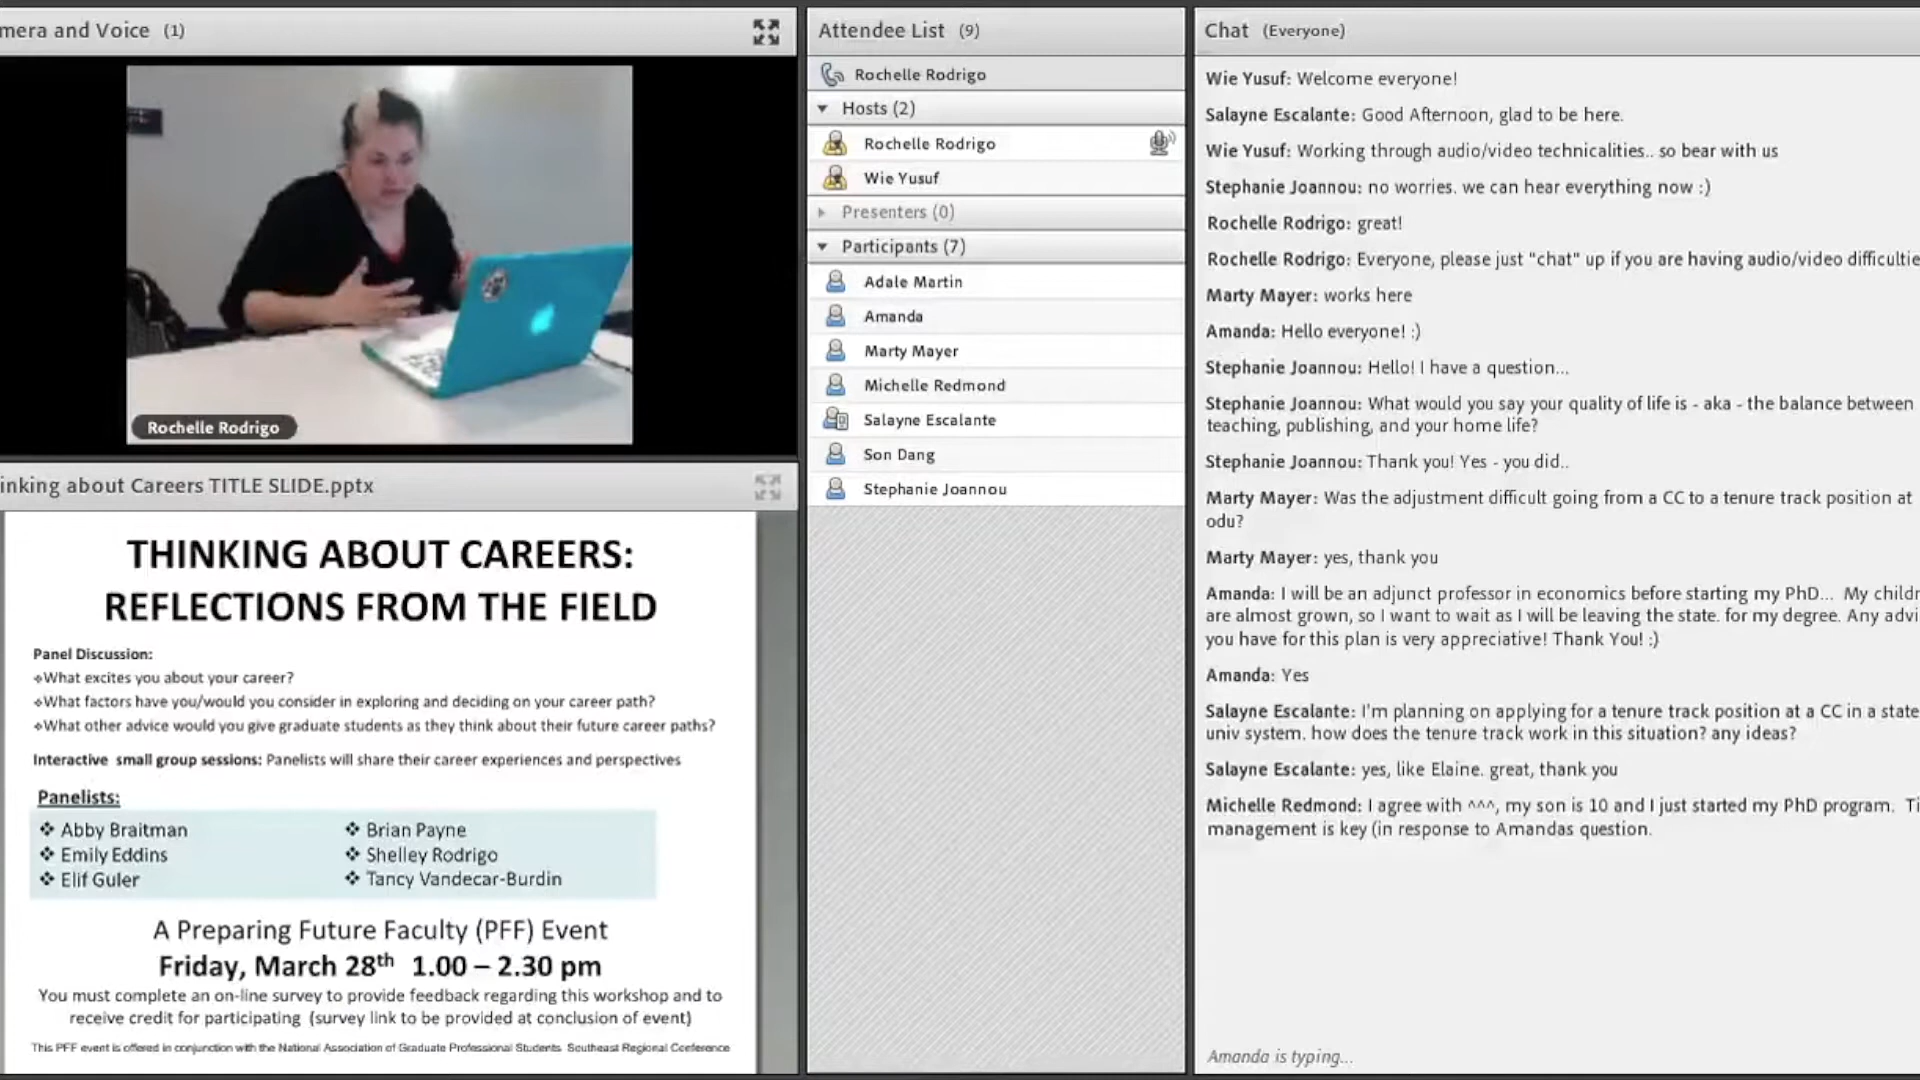 mera and Voice (1)
Rochelle Rodrigo
inking about Careers TITLE SLIDE.pptx
THINKING ABOUT CAREERS:
REFLECTIONS FROM THE FIELD
Panel Discussion:
❖What excites you about your career?
❖What factors have you/would you consider in exploring and deciding on your career path?
❖What other advice would you give graduate students as they think about their future career paths?
Interactive small group sessions: Panelists will share their career experiences and perspectives
Panelists:
❖ Abby Braitman
❖ Emily Eddins
❖ Elif Guler
❖ Brian Payne
❖ Shelley Rodrigo
❖ Tancy Vandecar-Burdin
A Preparing Future Faculty (PFF) Event
Friday, March 28th 1.00 – 2.30 pm
You must complete an on-line survey to provide feedback regarding this workshop and to
receive credit for participating (survey link to be provided at conclusion of event)
This PFF event is offered in conjunction with the National Association of Graduate Professional Students Southeast Regional Conference
Attendee List (9)
Rochelle Rodrigo
Hosts (2)
Rochelle Rodrigo
Wie Yusuf
Presenters (0)
Participants (7)
Adale Martin
Amanda
Marty Mayer
Michelle Redmond
Salayne Escalante
Son Dang
Stephanie Joannou
Chat (Everyone)
Wie Yusuf: Welcome everyone!
Salayne Escalante: Good Afternoon, glad to be here.
Wie Yusuf: Working through audio/video technicalities.. so bear with us
Stephanie Joannou: no worries. we can hear everything now :)
Rochelle Rodrigo: great!
Rochelle Rodrigo: Everyone, please just "chat" up if you are having audio/video difficultie
Marty Mayer: works here
Amanda: Hello everyone! :)
Stephanie Joannou: Hello! I have a question...
Stephanie Joannou: What would you say your quality of life is - aka - the balance between
teaching, publishing, and your home life?
Stephanie Joannou: Thank you! Yes - you did..
Marty Mayer: Was the adjustment difficult going from a CC to a tenure track position at
odu?
Marty Mayer: yes, thank you
Amanda: I will be an adjunct professor in economics before starting my PhD... My childr
are almost grown, so I want to wait as I will be leaving the state. for my degree. Any advi
you have for this plan is very appreciative! Thank You! :)
Amanda: Yes
Salayne Escalante: I'm planning on applying for a tenure track position at a CC in a state
univ system. how does the tenure track work in this situation? any ideas?
Salayne Escalante: yes, like Elaine. great, thank you
Michelle Redmond: I agree with ^^^, my son is 10 and I just started my PhD program. Ti
management is key (in response to Amandas question.
Amanda is typing...